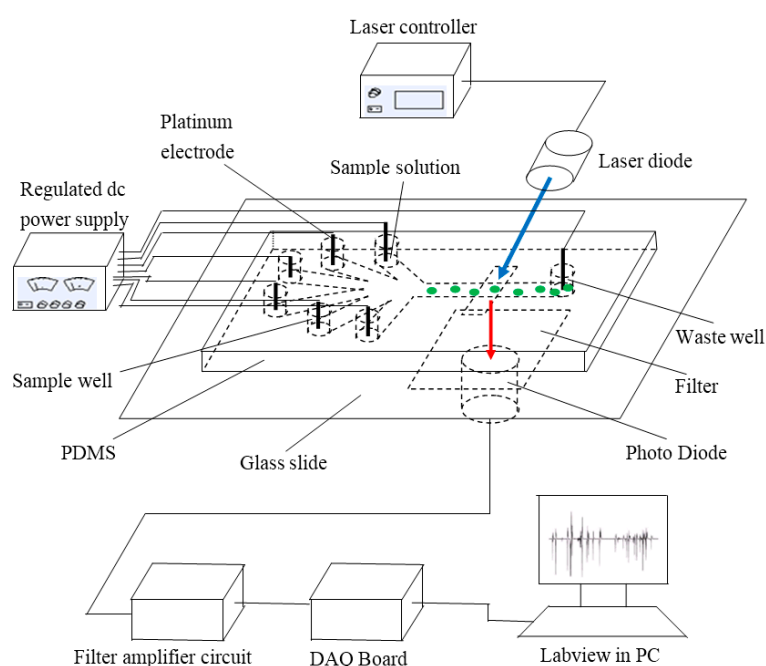 Laser controller
Platinum
electrode
Sample solution
Laser diode
Regulated dc
power supply
Waste well
Sample well
Filter
PDMS
Glass slide
Photo Diode
Filter amplifier circuit
DAQ Board
Labview in PC